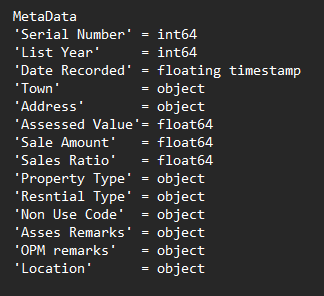 MetaData
'Serial Number' = int64
'List Year'     = int64
'Date Recorded' = floating timestamp
'Town'          = object
'Address'       = object
'Assessed Value'= float64
'Sale Amount'   = float64
'Sales Ratio'   = float64
'Property Type' = object
'Resntial Type' = object
'Non Use Code'  = object
'Asses Remarks' = object
'OPM remarks'   = object
'Location'      = object